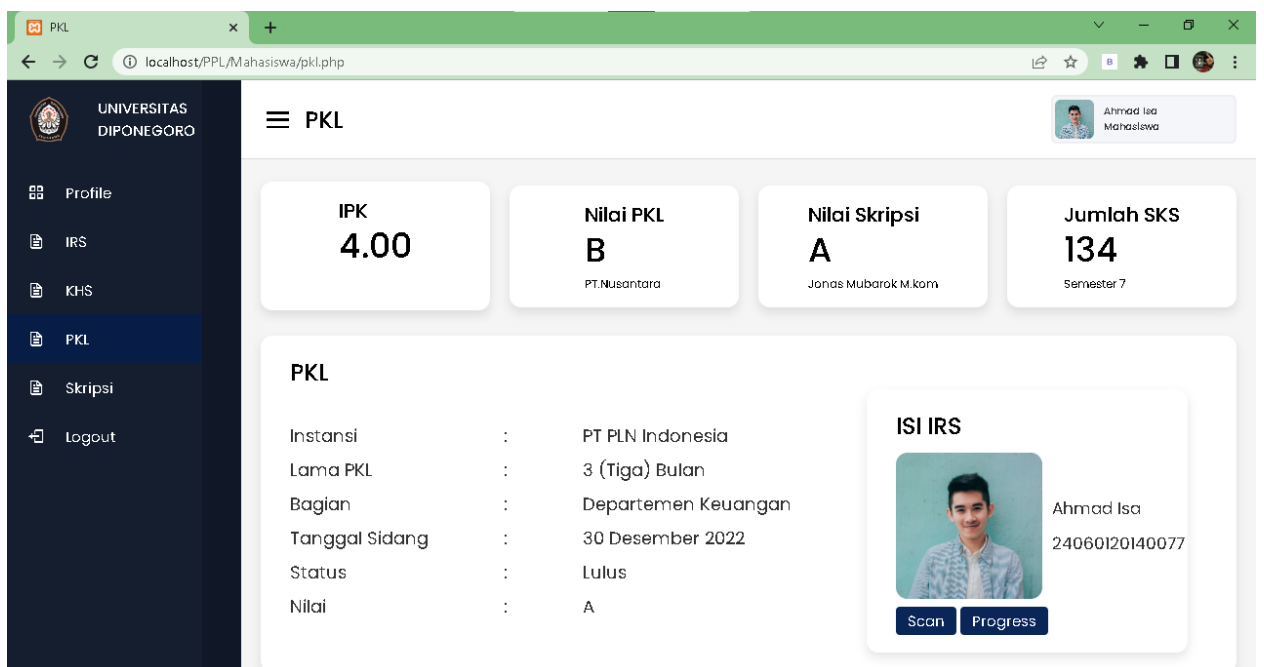 PKL
localhost/PPL/Mahasiswa/pkl.php
B
UNIVERSITAS
DIPONEGORO
PKL
Ahmad Isa
Mahasiswa
Profile
IRS
KHS
PKL
Skripsi
Logout
IPK
4.00
Nilai PKL
B
PT.Nusantara
Nilai Skripsi
A
Jonas Mubarok M.kom
Jumlah SKS
134
Semester 7
PKL
Instansi : PT PLN Indonesia
Lama PKL : 3 (Tiga) Bulan
Bagian : Departemen Keuangan
Tanggal Sidang : 30 Desember 2022
Status : Lulus
Nilai : A
ISI IRS
Ahmad Isa
24060120140077
Scan Progress